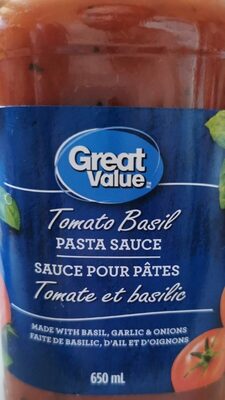 Great
Value
Tomato Basil
PASTA SAUCE
SAUCE POUR PÂTES
Tomate et basilic
MADE WITH BASIL, GARLIC & ONIONS
FAITE DE BASILIC, D'AIL ET D'OIGNONS
650 mL